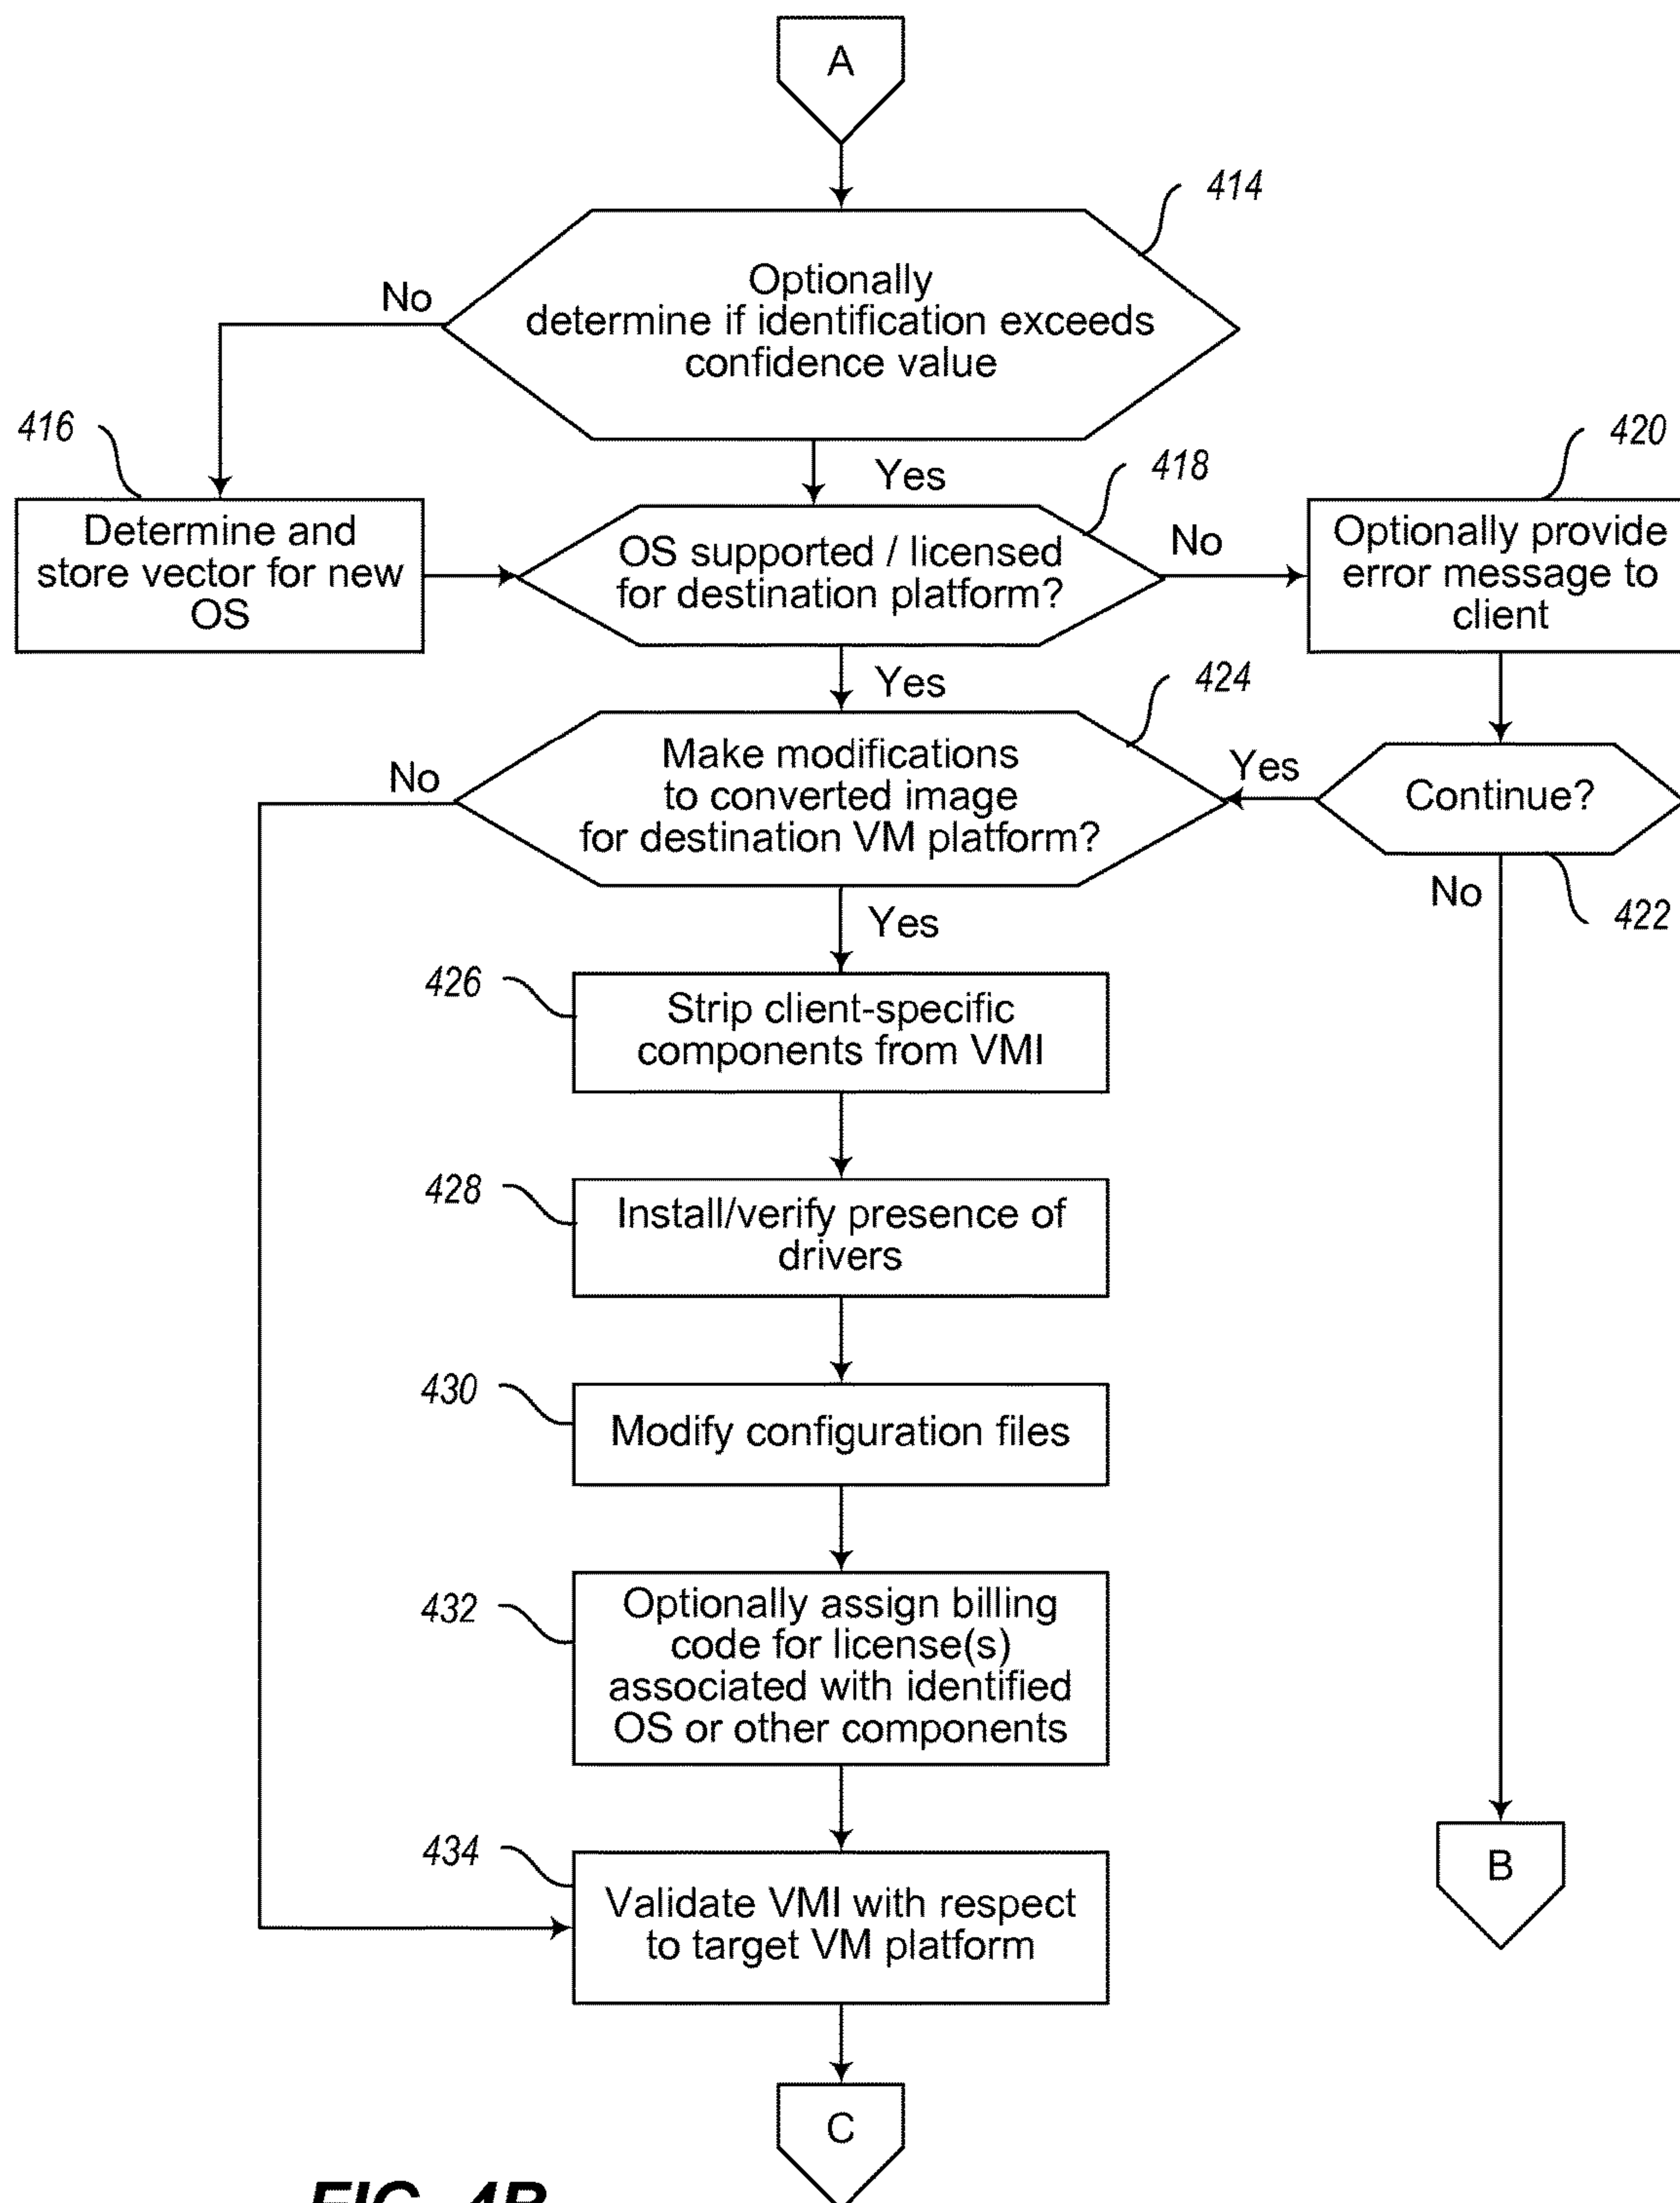 A
414
Optionally
determine if identification exceeds
confidence value
No
Yes
416
Determine and
store vector for new
OS
418
OS supported / licensed
for destination platform?
No
420
Optionally provide
error message to
client
Yes
424
Make modifications
to converted image
for destination VM platform?
No
Yes
Continue?
422
No
Yes
426
Strip client-specific
components from VMI
428
Install/verify presence of
drivers
430
Modify configuration files
432
Optionally assign billing
code for license(s)
associated with identified
OS or other components
434
Validate VMI with respect
to target VM platform
B
C
FIG. 4B